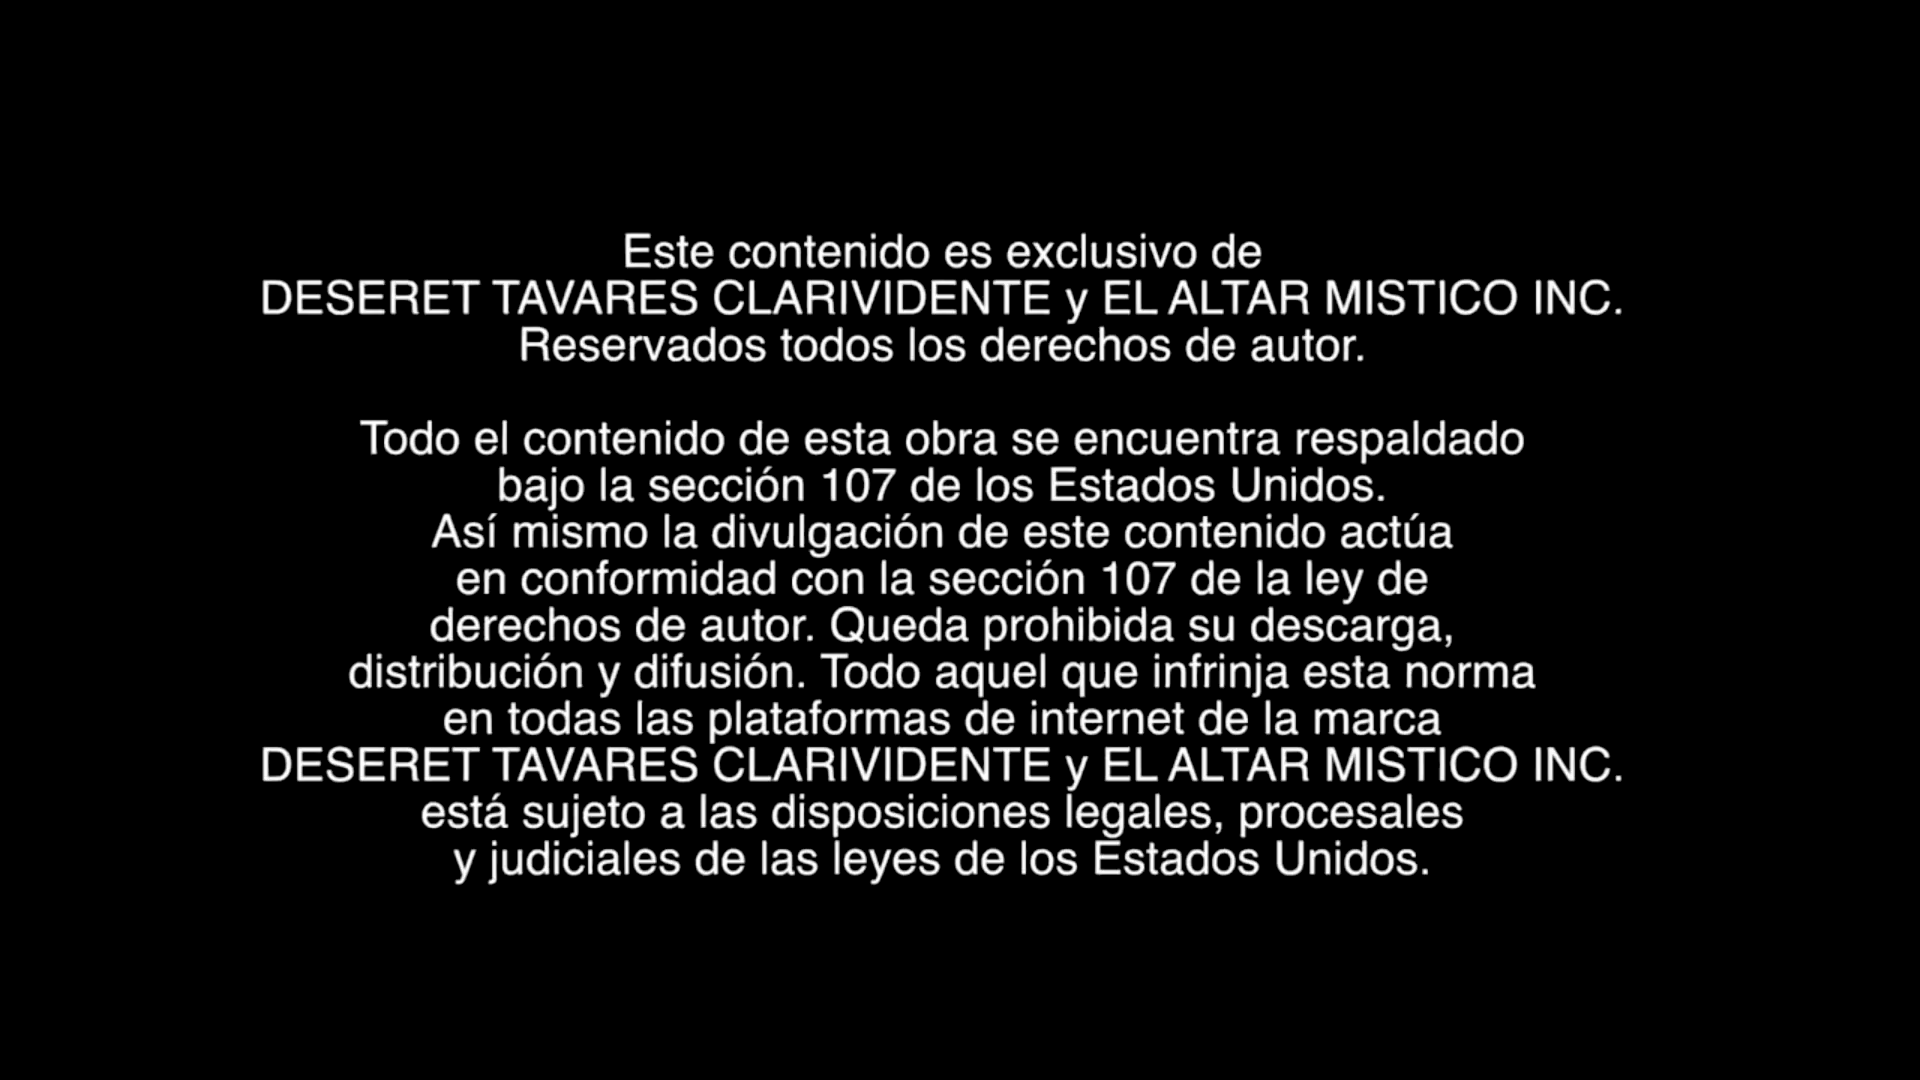 Este contenido es exclusivo de
DESERET TAVARES CLARIVIDENTE y EL ALTAR MISTICO INC.
Reservados todos los derechos de autor.
Todo el contenido de esta obra se encuentra respaldado
bajo la sección 107 de los Estados Unidos.
Así mismo la divulgación de este contenido actúa
en conformidad con la sección 107 de la ley de
derechos de autor. Queda prohibida su descarga,
distribución y difusión. Todo aquel que infrinja esta norma
en todas las plataformas de internet de la marca
DESERET TAVARES CLARIVIDENTE y EL ALTAR MISTICO INC.
está sujeto a las disposiciones legales, procesales
y judiciales de las leyes de los Estados Unidos.